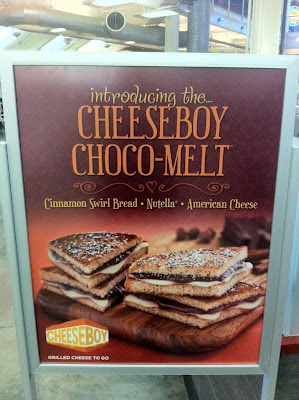 introducing the...
CHEESEBOY
CHOCO-MELT
Cinnamon Swirl Bread • Nutella® • American Cheese
CHEESEBOY
GRILLED CHEESE TO GO